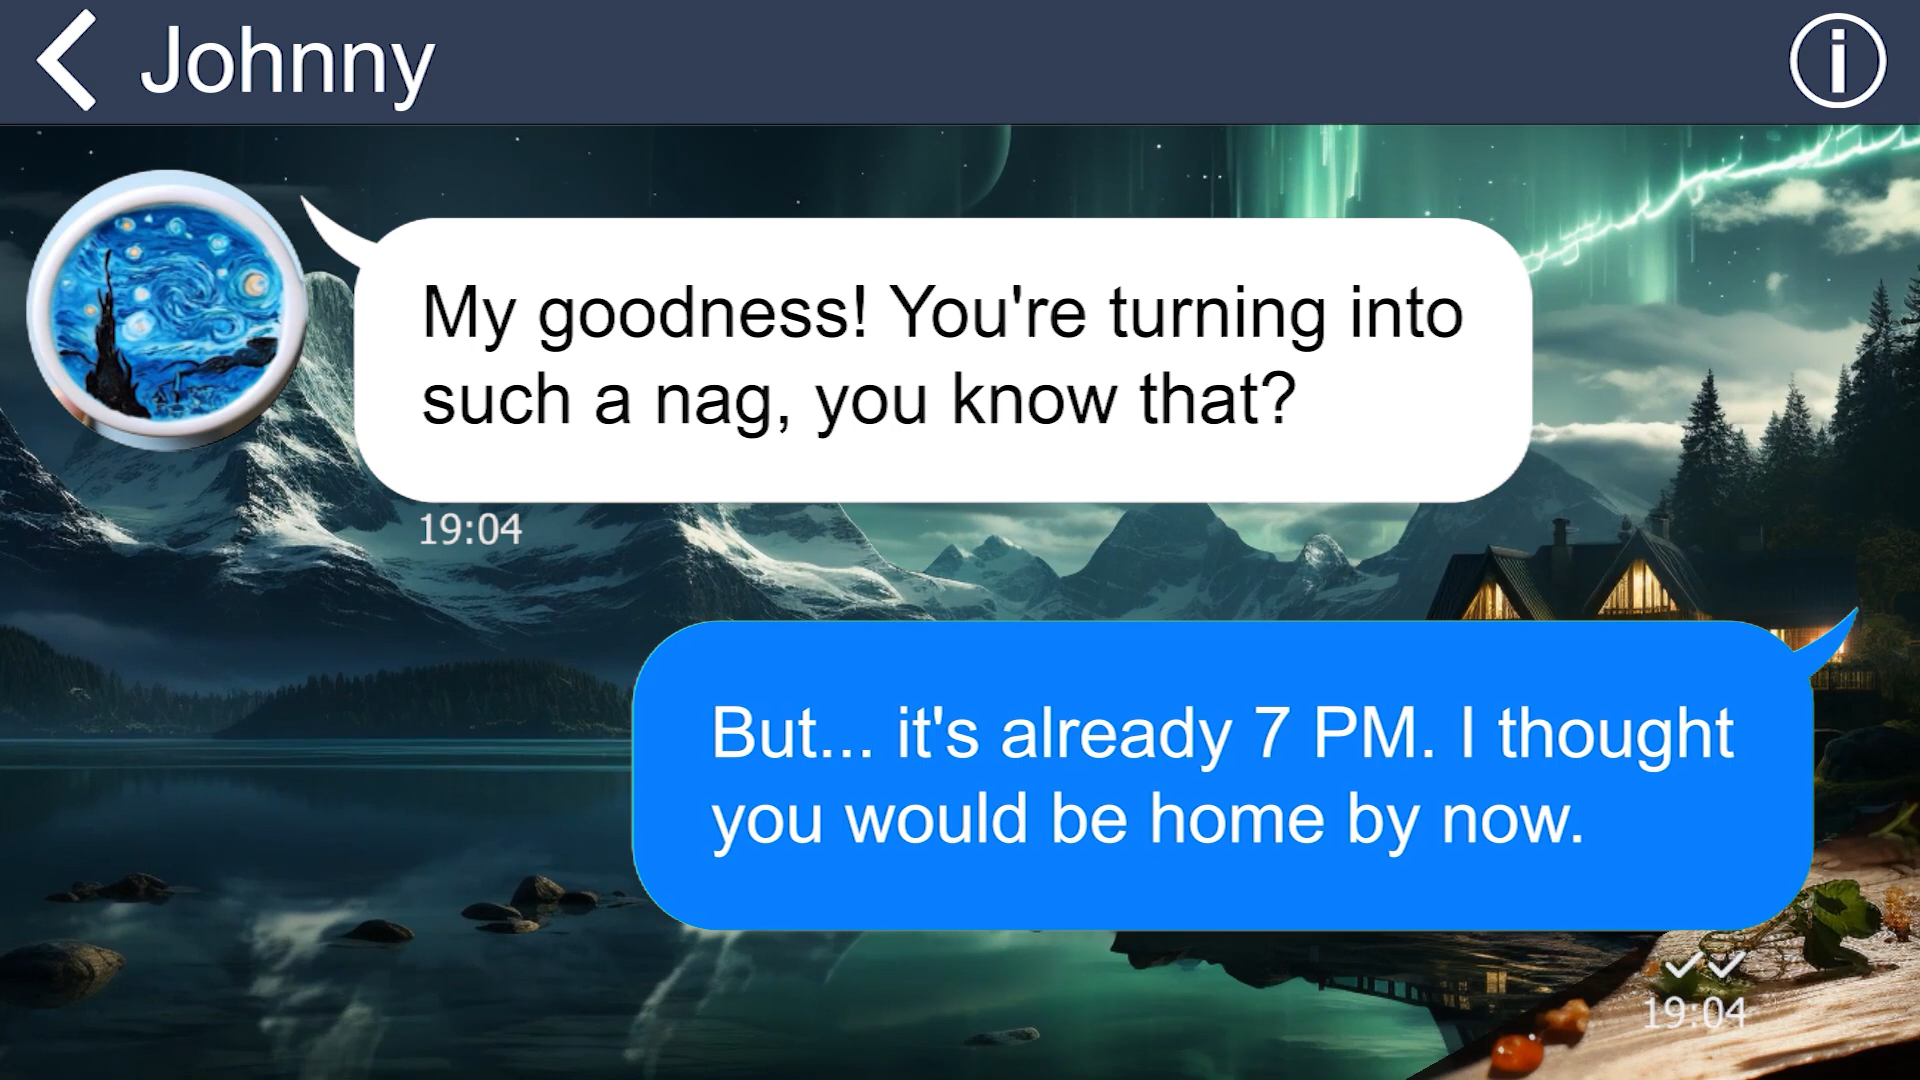 Johnny
My goodness! You're turning into
such a nag, you know that?
19:04
But... it's already 7 PM. I thought
you would be home by now.
19:04